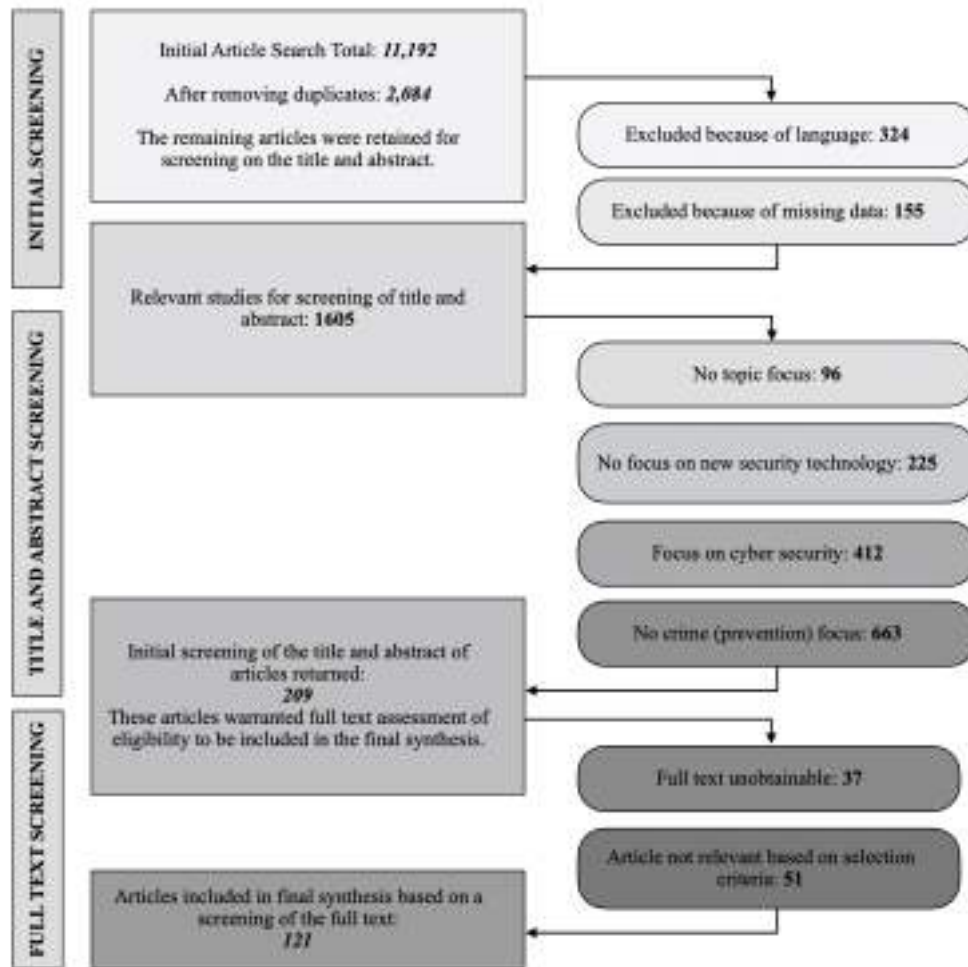 INITIAL SCREENING
Initial Article Search Total: 11,192
After removing duplicates: 2,084
The remaining articles were retained for
screening on the title and abstract.
Excluded because of language: 324
Excluded because of missing data: 155
Relevant studies for screening of title and
abstract: 1605
TITLE AND ABSTRACT SCREENING
No topic focus: 96
No focus on new security technology: 225
Focus on cyber security: 412
No crime (prevention) focus: 663
Initial screening of the title and abstract of
articles returned:
209
These articles warranted full text assessment of
eligibility to be included in the final synthesis.
FULL TEXT SCREENING
Full text unobtainable: 37
Article not relevant based on selection
criteria: 51
Articles included in final synthesis based on a
screening of the full text:
121